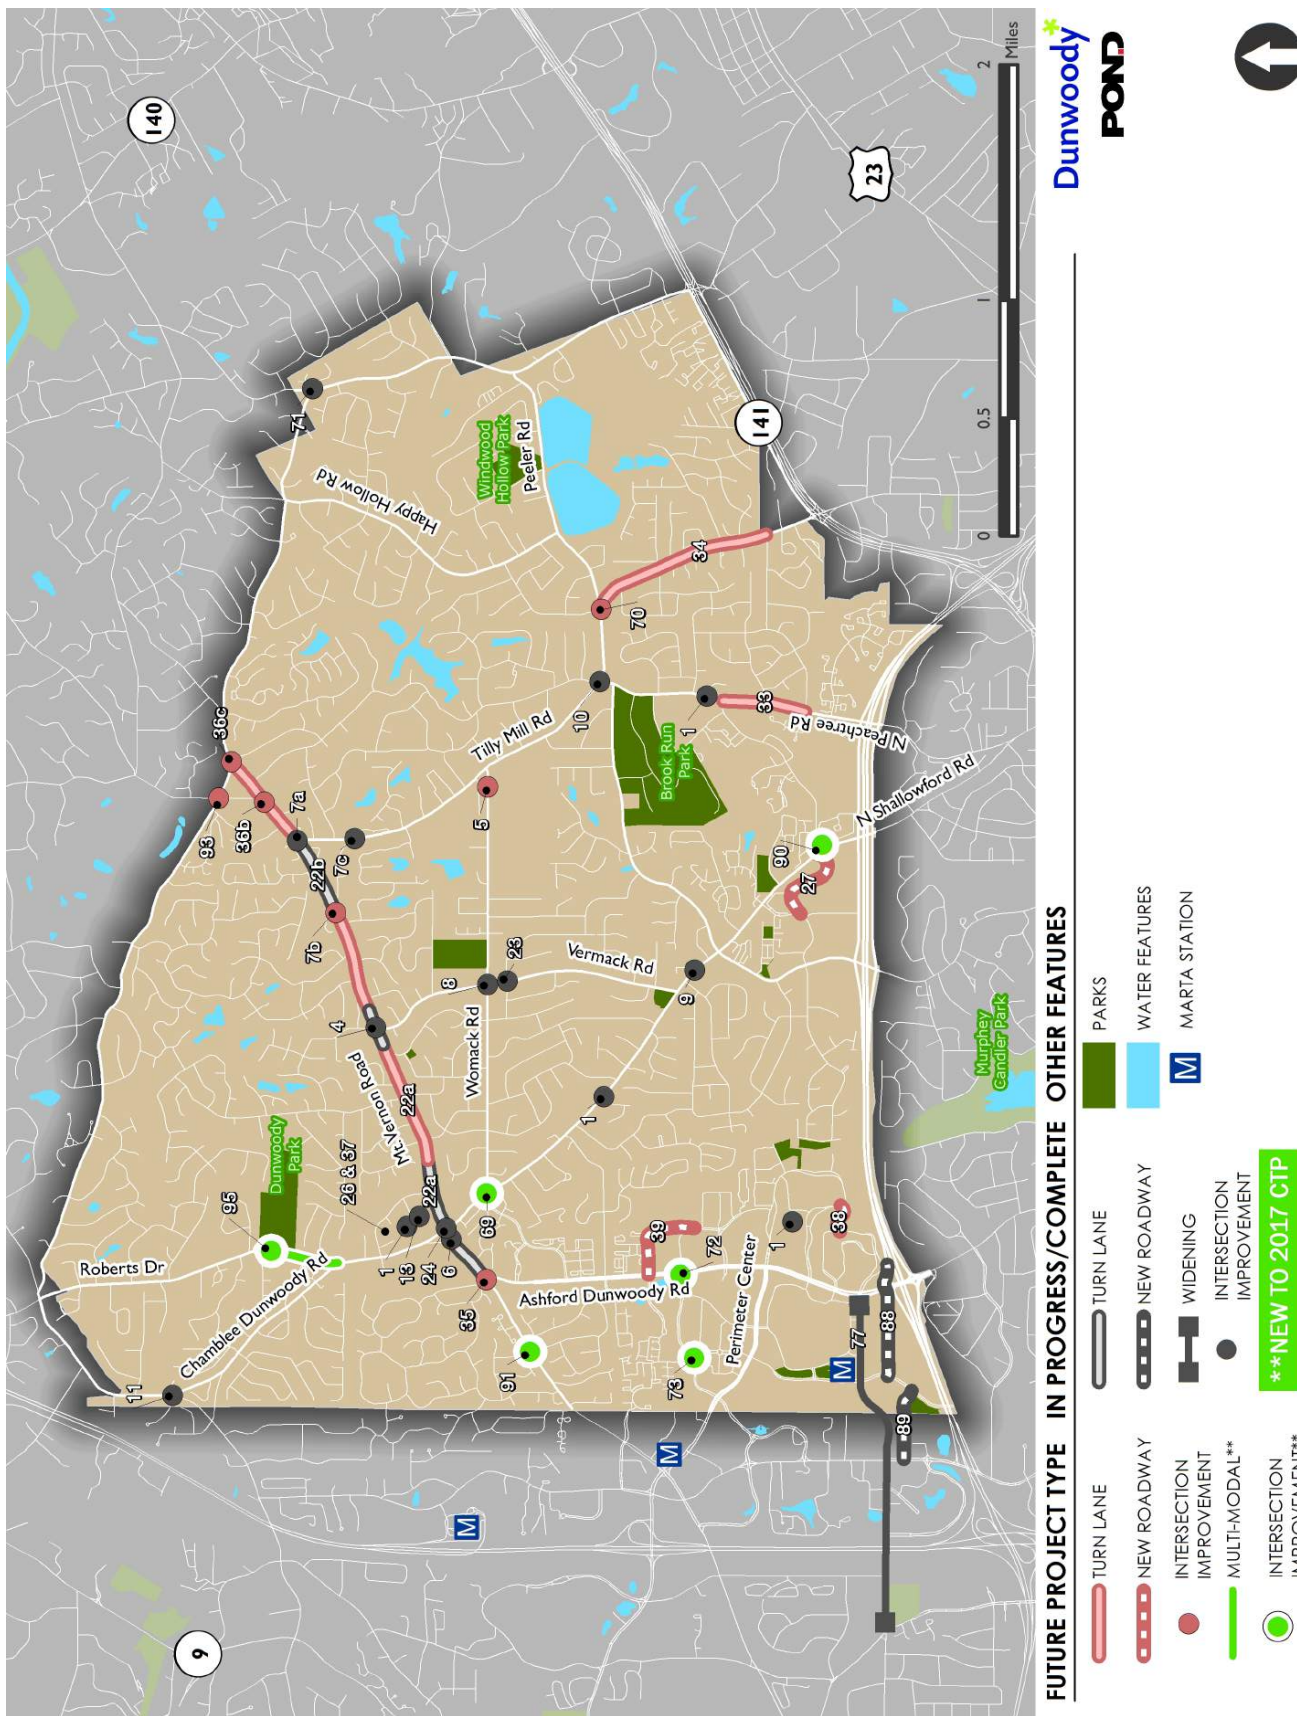 140
9
23
141
Roberts Dr
Chamblee Dunwoody Rd
Dunwoody
Park
95
11
26 & 37
1
13
24
6
35
22a
22a
Mt. Vernon Road
4
7b
22b
7a
7c
36b
93
36c
71
Happy Hollow Rd
Windwood
Hollow Park
Peeler Rd
Tilly Mill Rd
5
Womack Rd
8
23
Vermack Rd
9
69
91
Ashford Dunwoody Rd
39
72
73
Perimeter Center
1
1
38
10
70
34
Brook Run
Park
1
33
N Peachtree Rd
N Shallowford Rd
90
27
77
88
89
Murphey
Candler Park
M
M
M
0 0.5 1 2
Miles
Dunwoody*
POND
FUTURE PROJECT TYPE IN PROGRESS/COMPLETE OTHER FEATURES
TURN LANE
NEW ROADWAY
INTERSECTION
IMPROVEMENT
MULTI-MODAL**
INTERSECTION
IMPROVEMENT**
TURN LANE
NEW ROADWAY
WIDENING
INTERSECTION
IMPROVEMENT
**NEW TO 2017 CTP
PARKS
WATER FEATURES
M
MARTA STATION